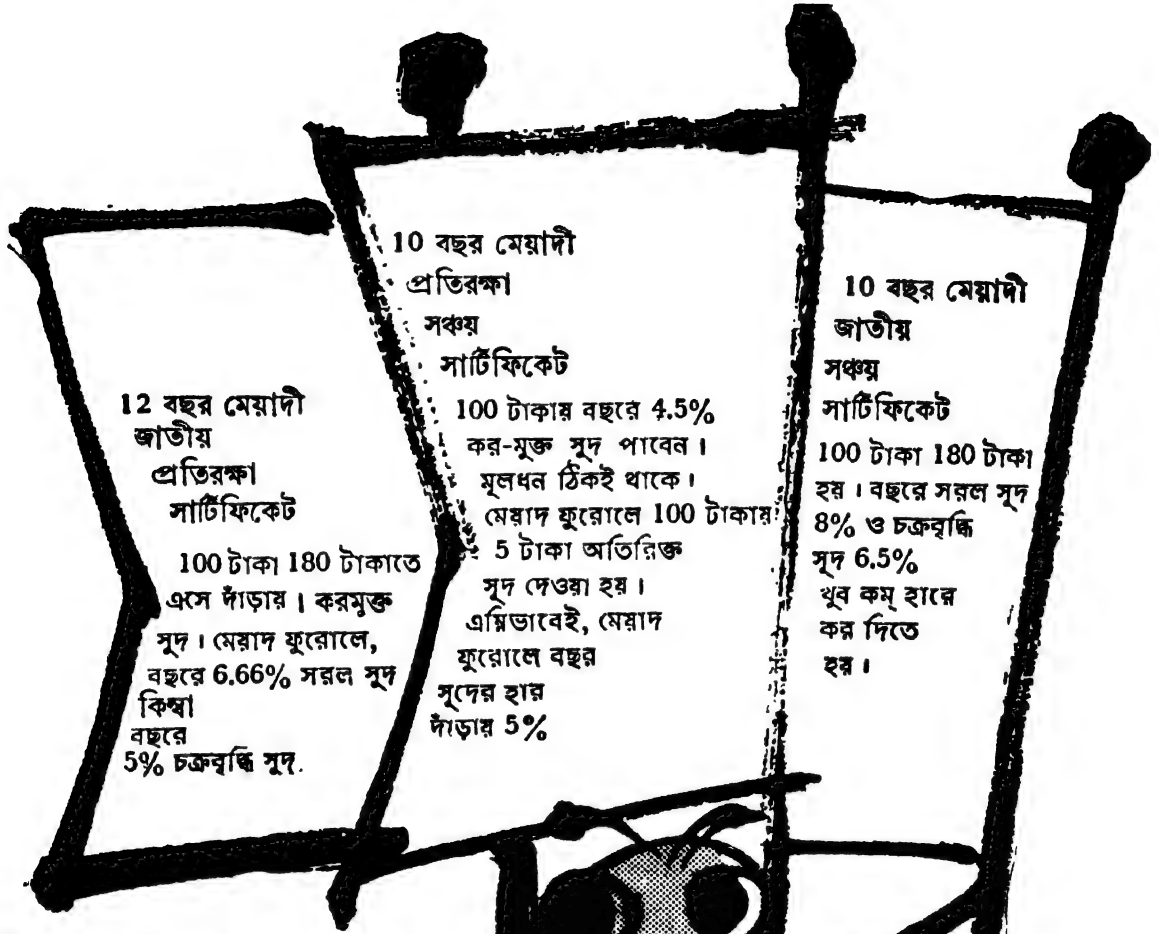 12 বছর মেয়াদী
জাতীয়
প্রতিরক্ষা
সার্টিফিকেট
100 টাকা 180 টাকাতে
এসে দাঁড়ায়। করমুক্ত
সুদ। মেয়াদ ফুরোলে,
বছরে 6.66% সরল সুদ
কিম্বা
বছরে
5% চক্রবৃদ্ধি সুদ.
10 বছর মেয়াদী
প্রতিরক্ষা
সঞ্চয়
সার্টিফিকেট
100 টাকায় বছরে 4.5%
কর-মুক্ত সুদ পাবেন।
মূলধন ঠিকই থাকে।
মেয়াদ ফুরোলে 100 টাকায়
5 টাকা অতিরিক্ত
সুদ দেওয়া হয়।
এম্নিভাবেই, মেয়াদ
ফুরোলে বছর
সুদের হার
দাঁড়ায় 5%
10 বছর মেয়াদী
জাতীয়
সঞ্চয়
সার্টিফিকেট
100 টাকা 180 টাকা
হয়। বছরে সরল সুদ
8% ও চক্রবৃদ্ধি
সুদ 6.5%
খুব কম্ হারে
কর দিতে
হয়।